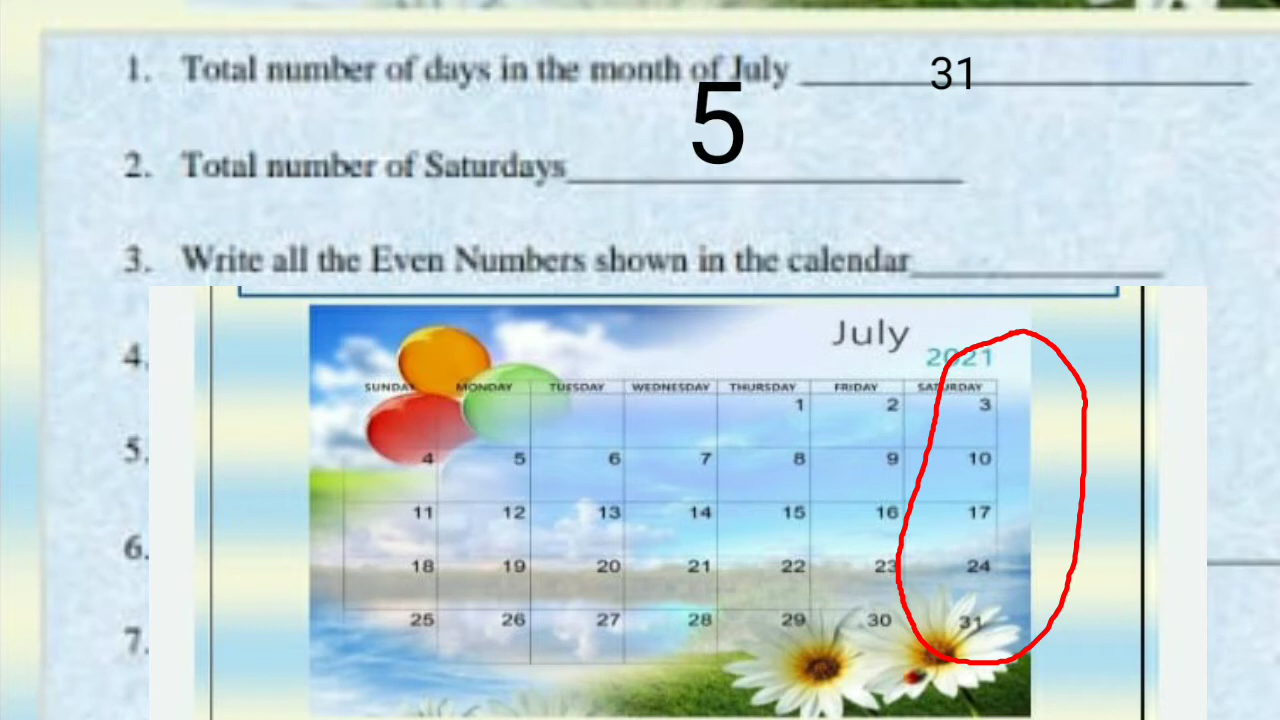 1. Total number of days in the month of July 31
2. Total number of Saturdays 5
3. Write all the Even Numbers shown in the calendar
4.
July
2021
SUNDAY MONDAY TUESDAY WEDNESDAY THURSDAY FRIDAY SATURDAY
1 2 3
5.
4 5 6 7 8 9 10
11 12 13 14 15 16 17
6.
18 19 20 21 22 23 24
25 26 27 28 29 30 31
7.